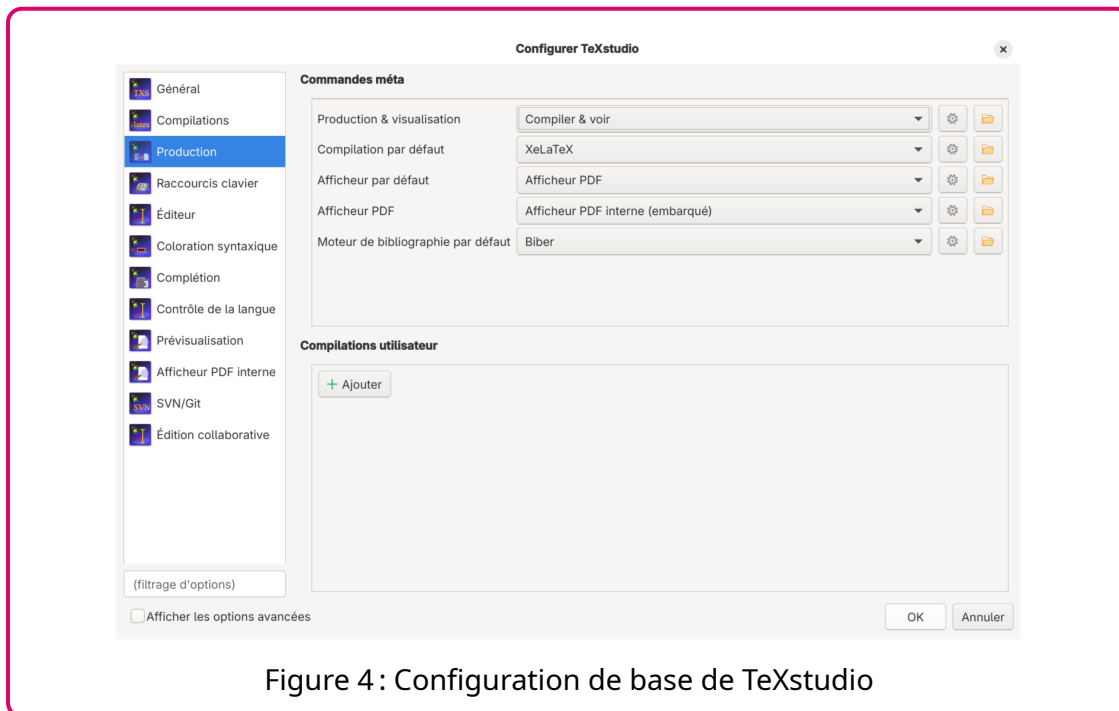 Configurer TeXstudio
Général
Compilations
Production
Raccourcis clavier
Éditeur
Coloration syntaxique
Complétion
Contrôle de la langue
Prévisualisation
Afficheur PDF interne
SVN/Git
Édition collaborative
(filtrage d'options)
Afficher les options avancées
Commandes méta
Production & visualisation Compiler & voir
Compilation par défaut XeLaTeX
Afficheur par défaut Afficheur PDF
Afficheur PDF Afficheur PDF interne (embarqué)
Moteur de bibliographie par défaut Biber
Compilations utilisateur
+ Ajouter
OK Annuler
Figure 4 : Configuration de base de TeXstudio